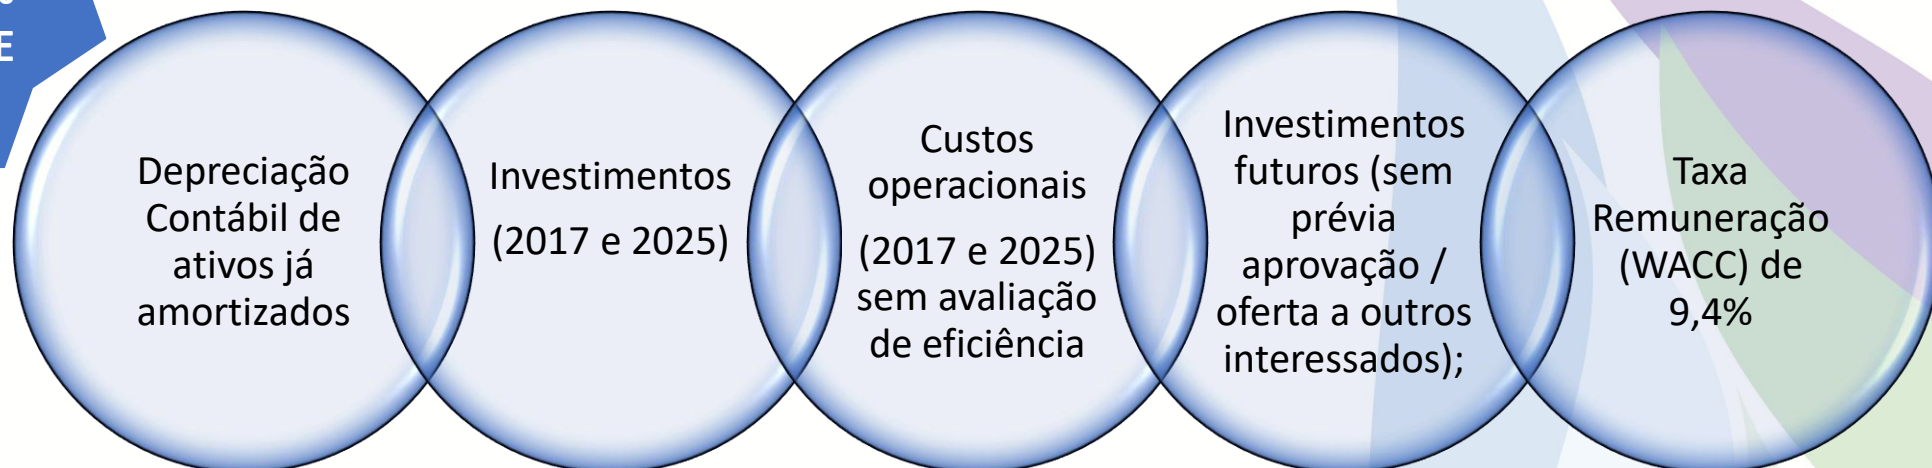 E
Depreciação
Contábil de
ativos já
amortizados
Investimentos
(2017 e 2025)
Custos
operacionais
(2017 e 2025)
sem avaliação
de eficiência
Investimentos
futuros (sem
prévia
aprovação /
oferta a outros
interessados);
Taxa
Remuneração
(WACC) de
9,4%